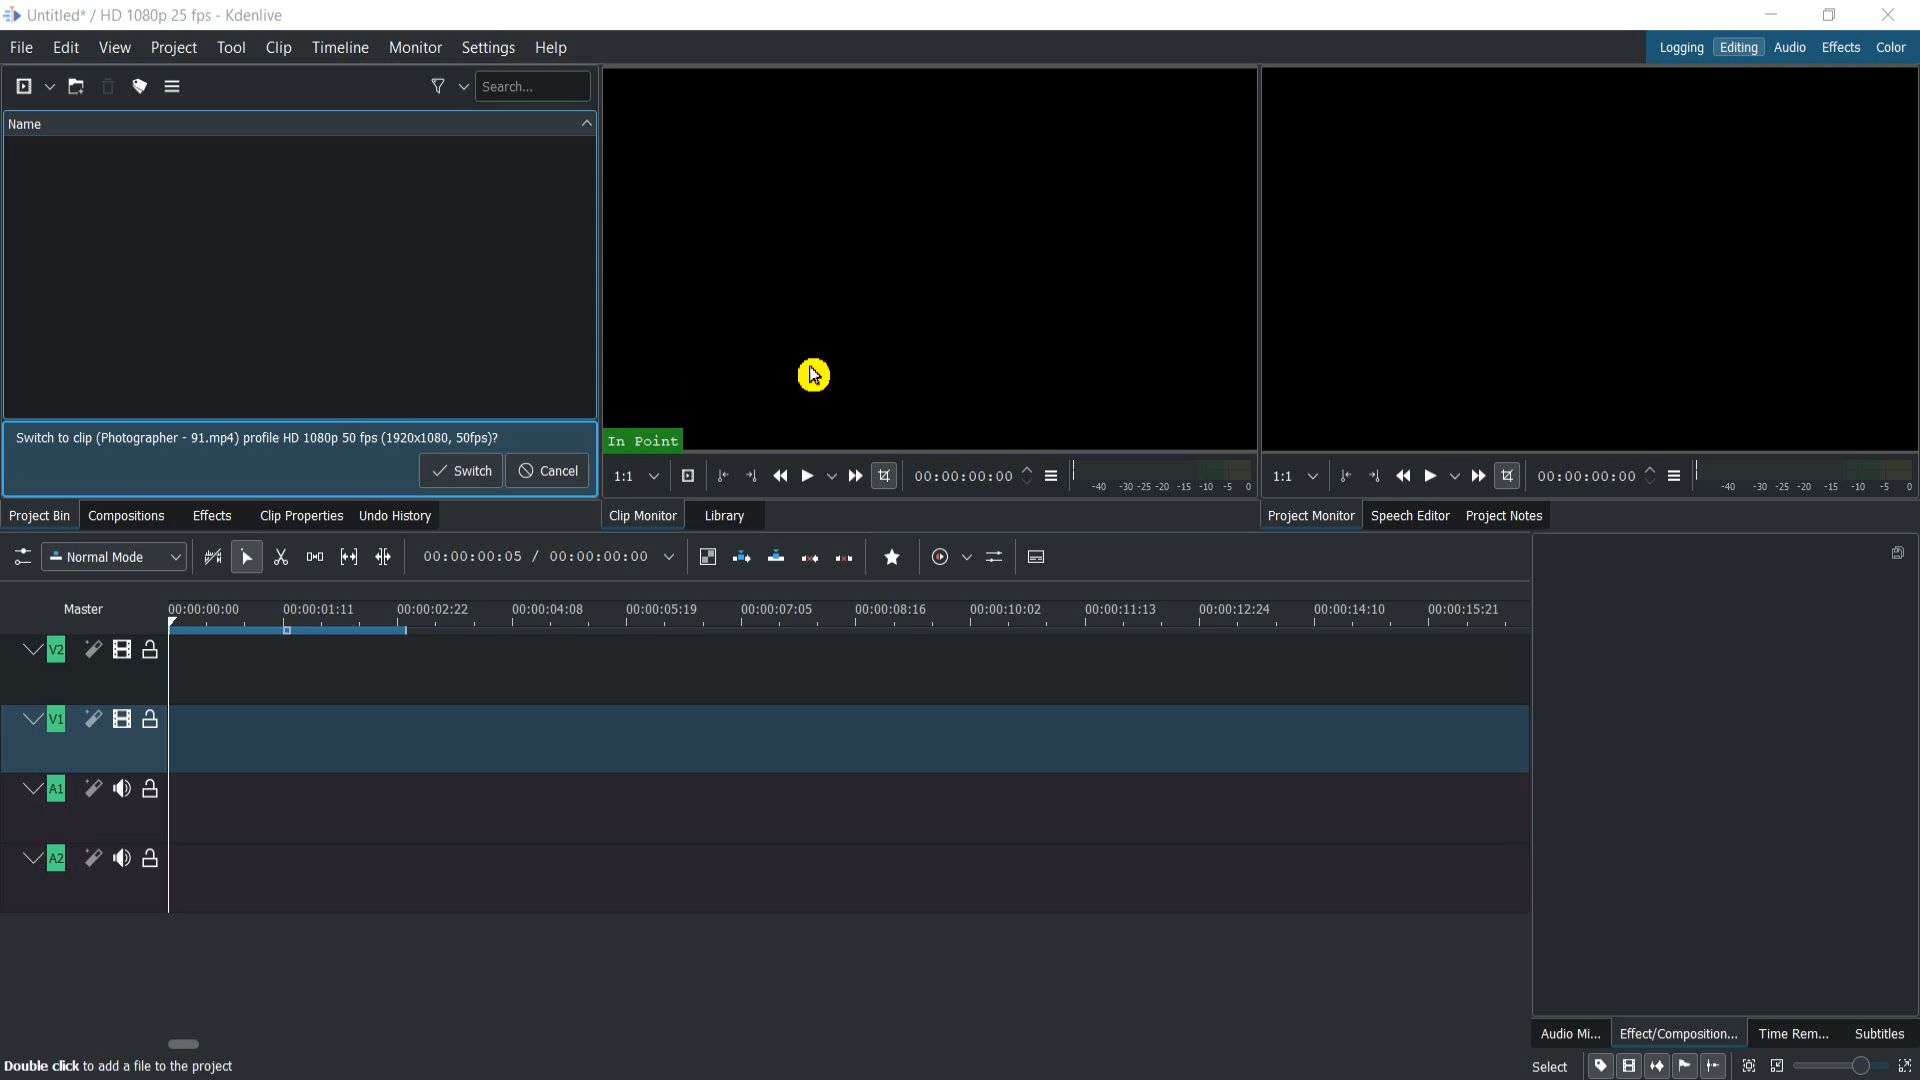 Untitled* / HD 1080p 25 fps - Kdenlive
File Edit View Project Tool Clip Timeline Monitor Settings Help
Logging Editing Audio Effects Color
Search...
Name
Switch to clip (Photographer - 91.mp4) profile HD 1080p 50 fps (1920x1080, 50fps)?
Switch Cancel
In Point
1:1 00:00:00:00 -40 -30 -25 -20 -15 -10 -5 0
1:1 00:00:00:00 -40 -30 -25 -20 -15 -10 -5 0
Project Bin Compositions Effects Clip Properties Undo History
Clip Monitor Library
Project Monitor Speech Editor Project Notes
Normal Mode 00:00:00:05 / 00:00:00:00
Master 00:00:00:00 00:00:01:11 00:00:02:22 00:00:04:08 00:00:05:19 00:00:07:05 00:00:08:16 00:00:10:02 00:00:11:13 00:00:12:24 00:00:14:10 00:00:15:21
V2
V1
A1
A2
Audio Mi... Effect/Composition... Time Rem... Subtitles
Double click to add a file to the project
Select